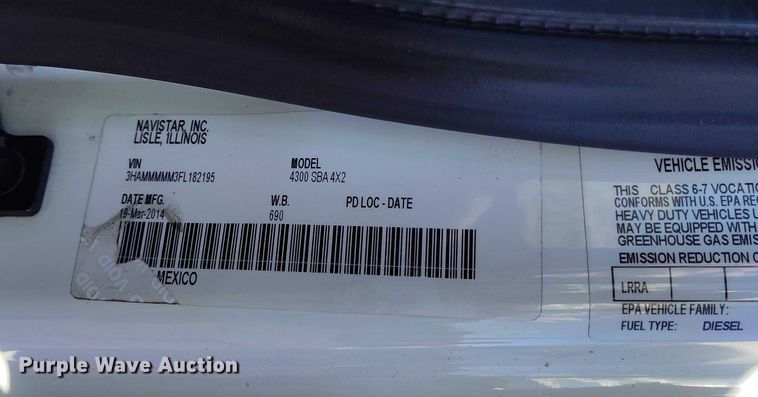 NAVISTAR, INC.
LISLE, ILLINOIS
VIN MODEL
3HAMMMMM3FL182195 4300 SBA 4X2
DATE MFG. W.B. PD LOC - DATE
19-Mar-2014 690
MEXICO
VOID
VEHICLE EMISSI
THIS CLASS 6-7 VOCATIO
CONFORMS WITH U.S. EPA REG
HEAVY DUTY VEHICLES U
MAY BE EQUIPPED WITH
GREENHOUSE GAS EMIS
EMISSION REDUCTION C
LRRA
EPA VEHICLE FAMILY:
FUEL TYPE: DIESEL
Purple Wave Auction®